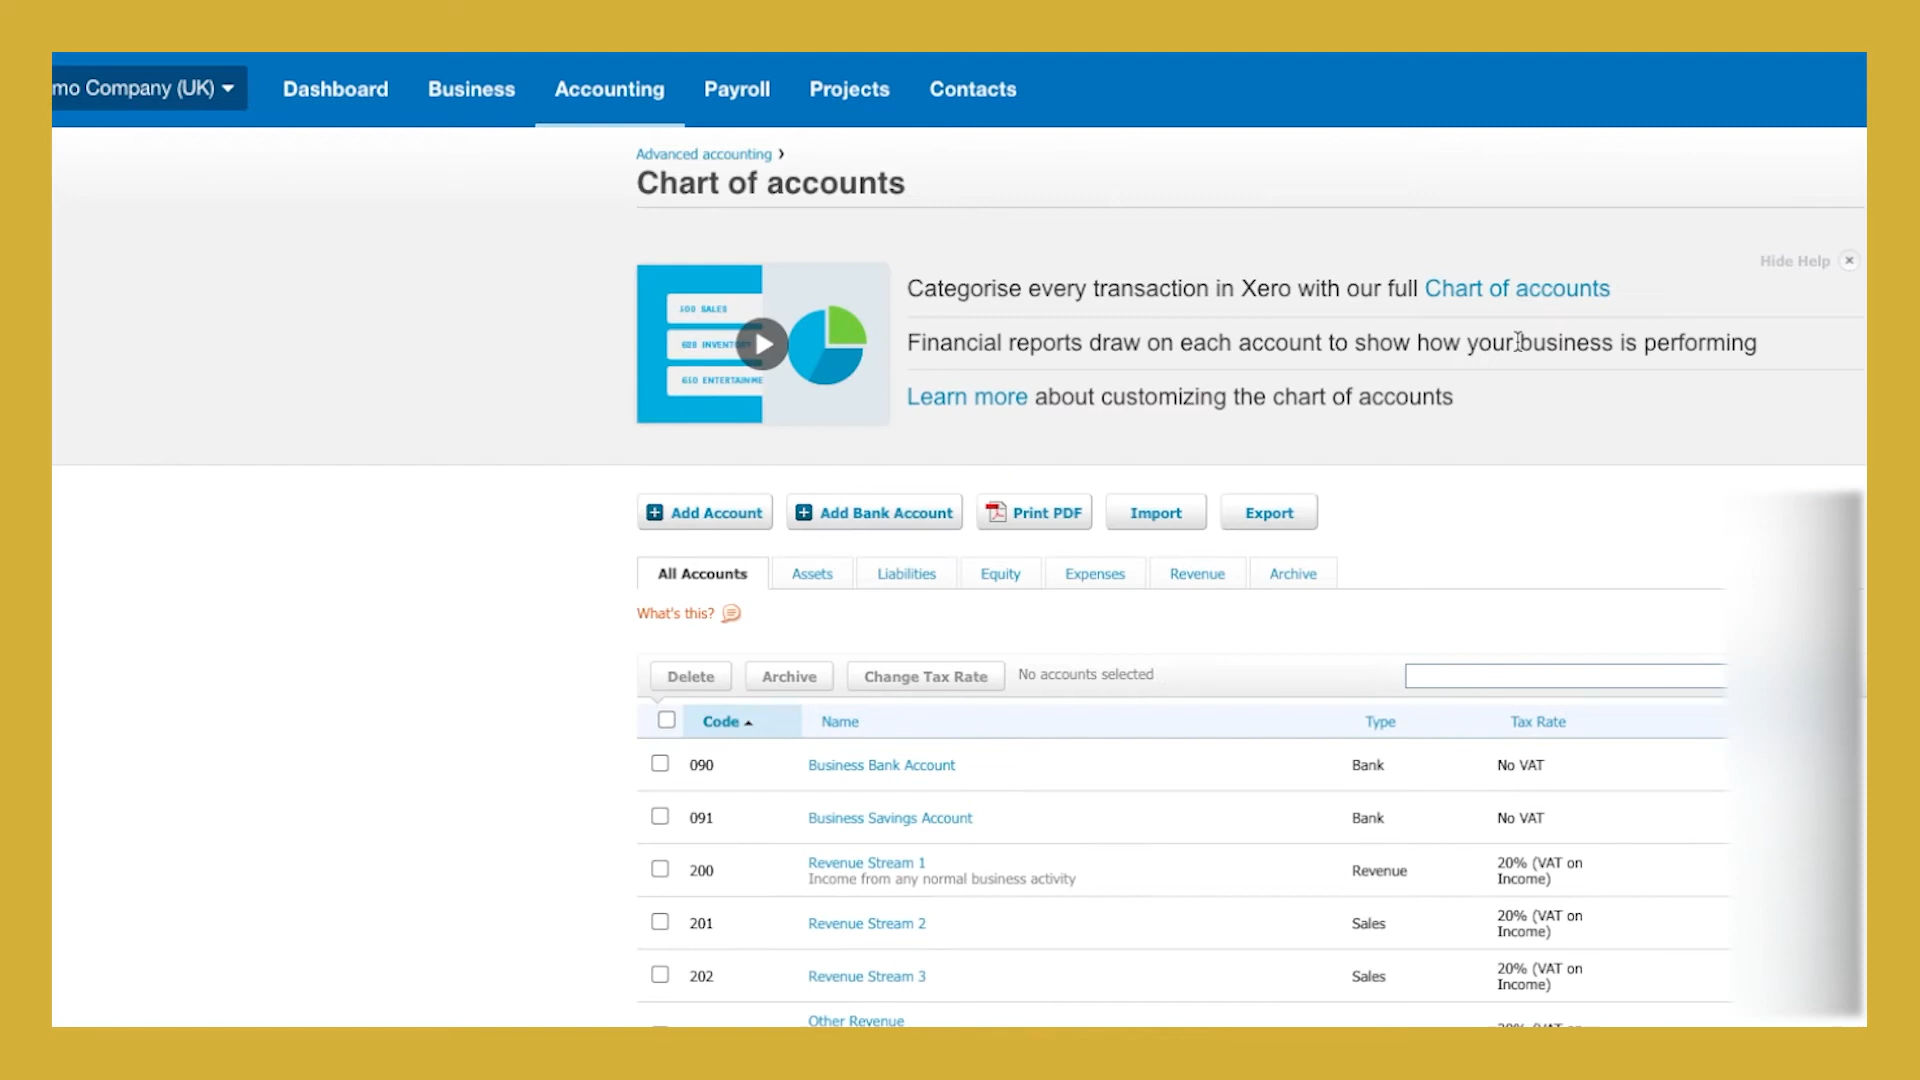 mo Company (UK)
Dashboard
Business
Accounting
Payroll
Projects
Contacts
Advanced accounting ›
Chart of accounts
Hide Help
100 SALES
620 INVENTORY
610 ENTERTAINME
Categorise every transaction in Xero with our full Chart of accounts
Financial reports draw on each account to show how your business is performing
Learn more about customizing the chart of accounts
Add Account
Add Bank Account
Print PDF
Import
Export
All Accounts
Assets
Liabilities
Equity
Expenses
Revenue
Archive
What's this?
Delete
Archive
Change Tax Rate
No accounts selected
Code
Name
Type
Tax Rate
090
Business Bank Account
Bank
No VAT
091
Business Savings Account
Bank
No VAT
200
Revenue Stream 1
Income from any normal business activity
Revenue
20% (VAT on
Income)
201
Revenue Stream 2
Sales
20% (VAT on
Income)
202
Revenue Stream 3
Sales
20% (VAT on
Income)
Other Revenue